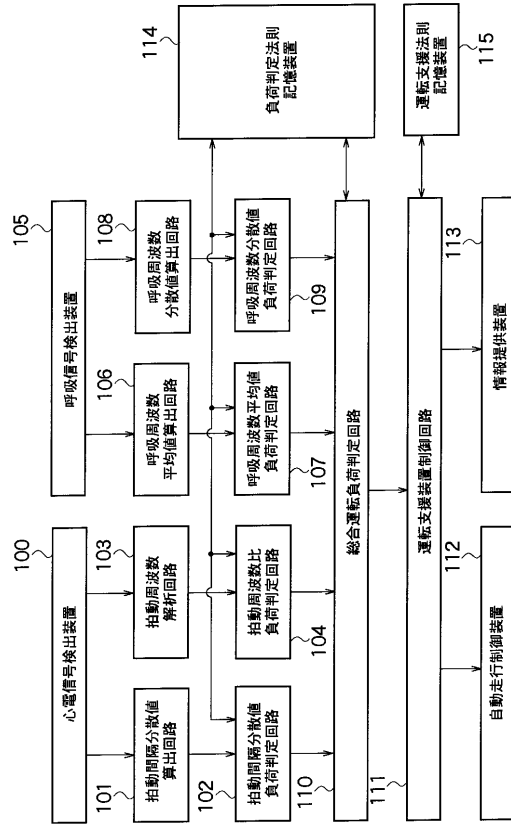 100
心電信号検出装置
105
呼吸信号検出装置
101
拍動間隔分散値
算出回路
103
拍動周波数
解析回路
106
呼吸周波数
平均値算出回路
108
呼吸周波数
分散値算出回路
102
拍動間隔分散値
負荷判定回路
拍動周波数比
負荷判定回路
104
呼吸周波数平均値
負荷判定回路
107
呼吸周波数分散値
負荷判定回路
109
114
負荷判定法則
記憶装置
110
総合運転負荷判定回路
111
運転支援装置制御回路
運転支援法則
記憶装置
115
112
自動走行制御装置
113
情報提供装置